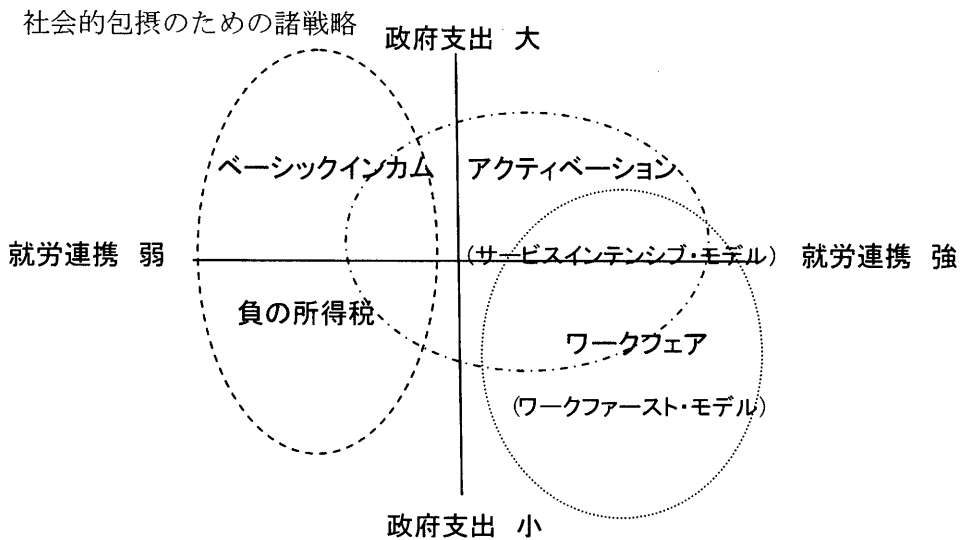 社会的包摂のための諸戦略
政府支出 大
ベーシックインカム アクティベーション
就労連携 弱 (サービスインテンシブ・モデル) 就労連携 強
負の所得税
ワークウェア
(ワークファースト・モデル)
政府支出 小